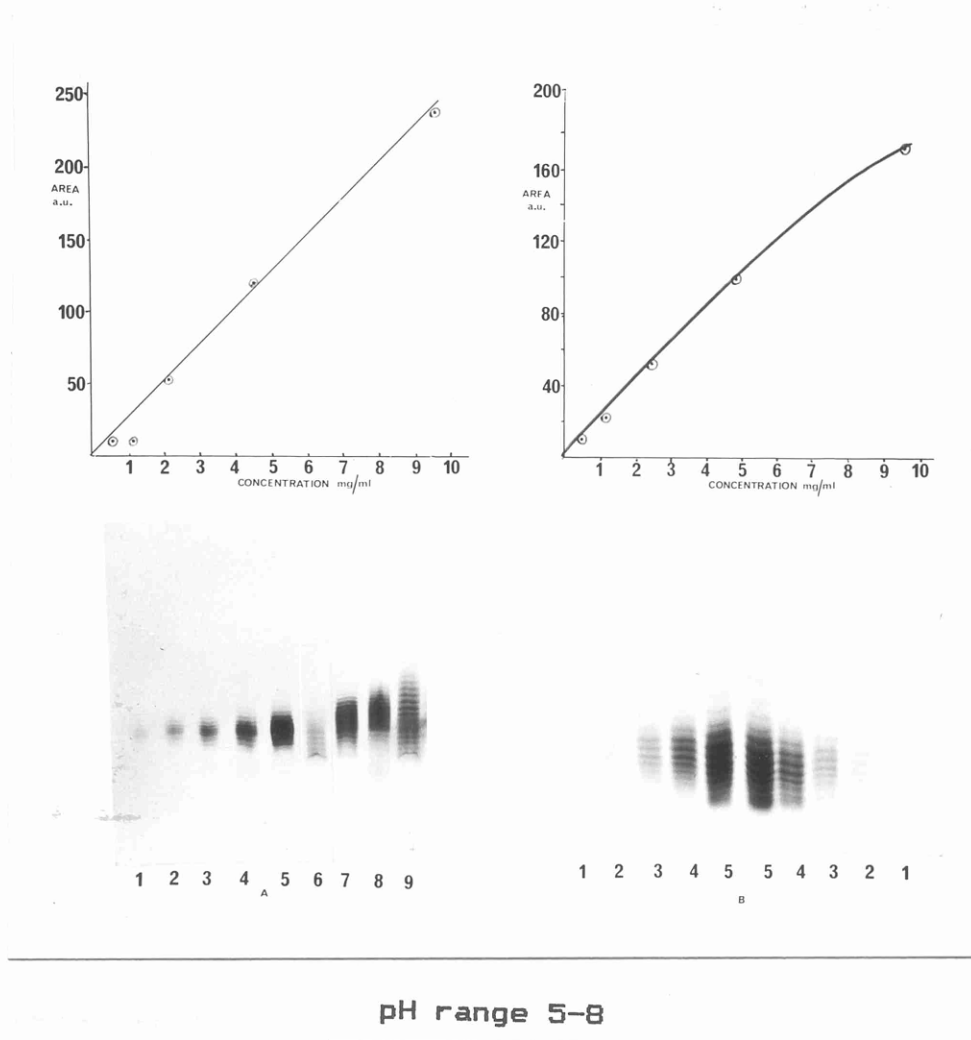 250
200
AREA
a.u.
150
100
50
1 2 3 4 5 6 7 8 9 10
CONCENTRATION mg/ml
200
160
AREA
a.u.
120
80
40
1 2 3 4 5 6 7 8 9 10
CONCENTRATION mg/ml
1 2 3 4 5 6 7 8 9
A
1 2 3 4 5 5 4 3 2 1
B
pH range 5-8